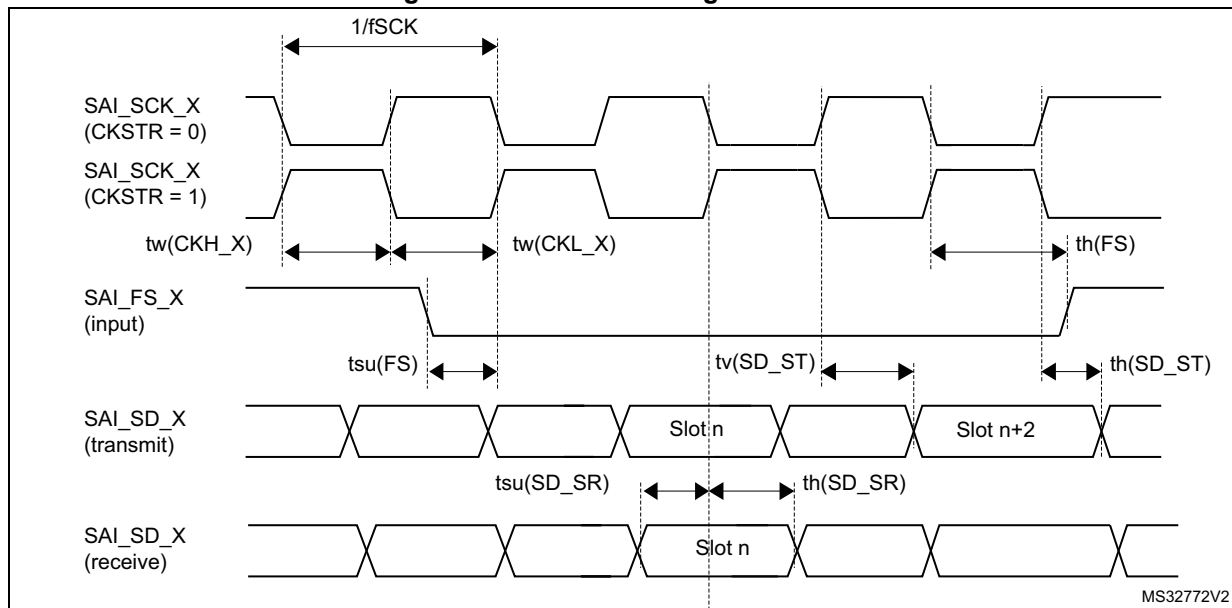 1/fSCK
SAI_SCK_X
(CKSTR = 0)
SAI_SCK_X
(CKSTR = 1)
tw(CKH_X)
tw(CKL_X)
th(FS)
SAI_FS_X
(input)
tsu(FS)
tv(SD_ST)
th(SD_ST)
SAI_SD_X
(transmit)
Slot n
Slot n+2
tsu(SD_SR)
th(SD_SR)
SAI_SD_X
(receive)
Slot n
MS32772V2